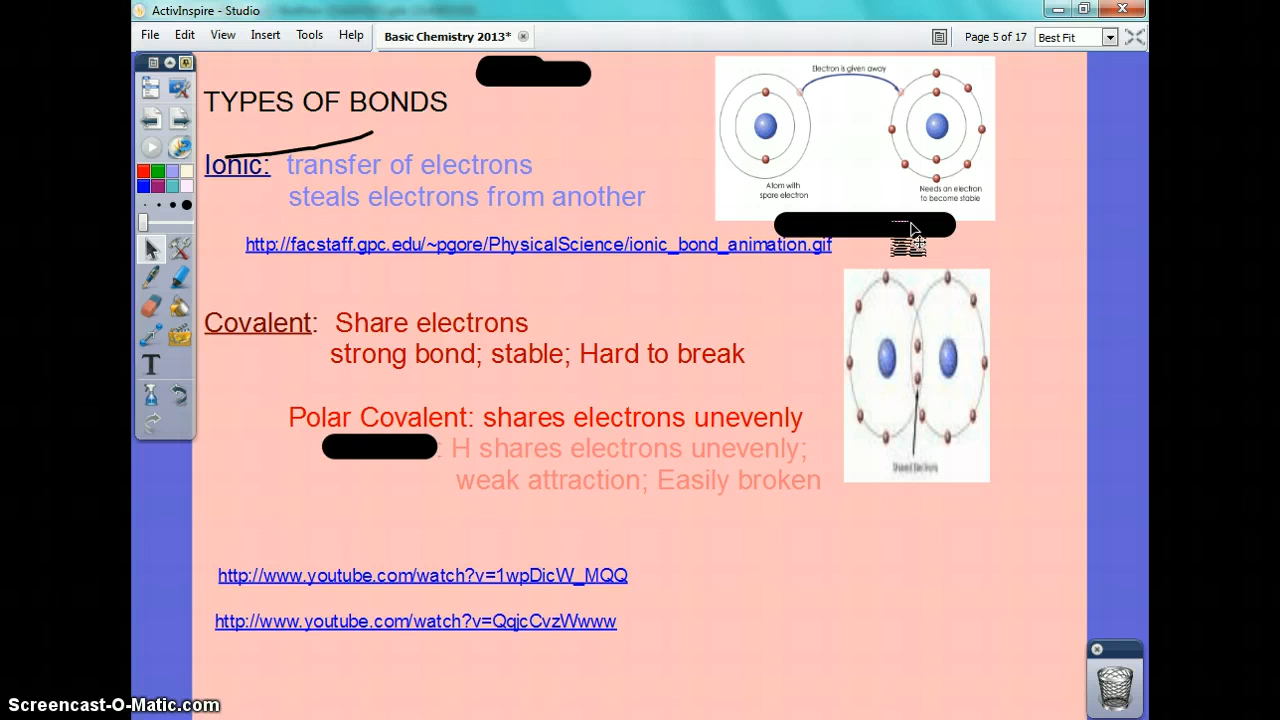 ActivInspire - Studio
File Edit View Insert Tools Help
Basic Chemistry 2013*
Page 5 of 17
Best Fit
TYPES OF BONDS
Electron is given away
Ionic: transfer of electrons
steals electrons from another
Atom with
spare electron
Needs an electron
to become stable
http://facstaff.gpc.edu/~pgore/PhysicalScience/ionic_bond_animation.gif
Covalent: Share electrons
strong bond; stable; Hard to break
Polar Covalent: shares electrons unevenly
: H shares electrons unevenly;
weak attraction; Easily broken
Shared Electrons
http://www.youtube.com/watch?v=1wpDicW_MQQ
http://www.youtube.com/watch?v=QqjcCvzWwww
T
Screencast-O-Matic.com